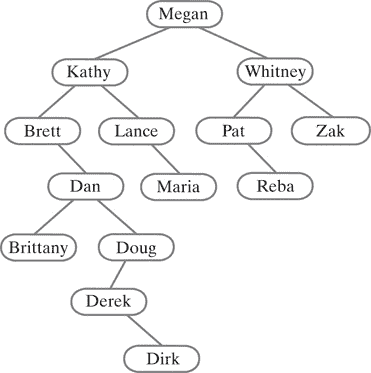 Megan
Kathy
Whitney
Brett
Lance
Pat
Zak
Dan
Maria
Reba
Brittany
Doug
Derek
Dirk